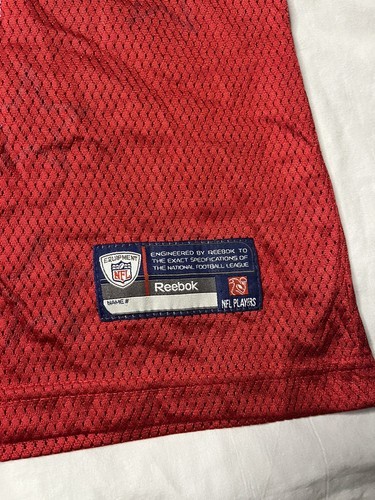 EQUIPMENT
NFL
ENGINEERED BY REEBOK TO
THE EXACT SPECIFICATIONS OF
THE NATIONAL FOOTBALL LEAGUE
Reebok
NAME/#
NFL PLAYERS